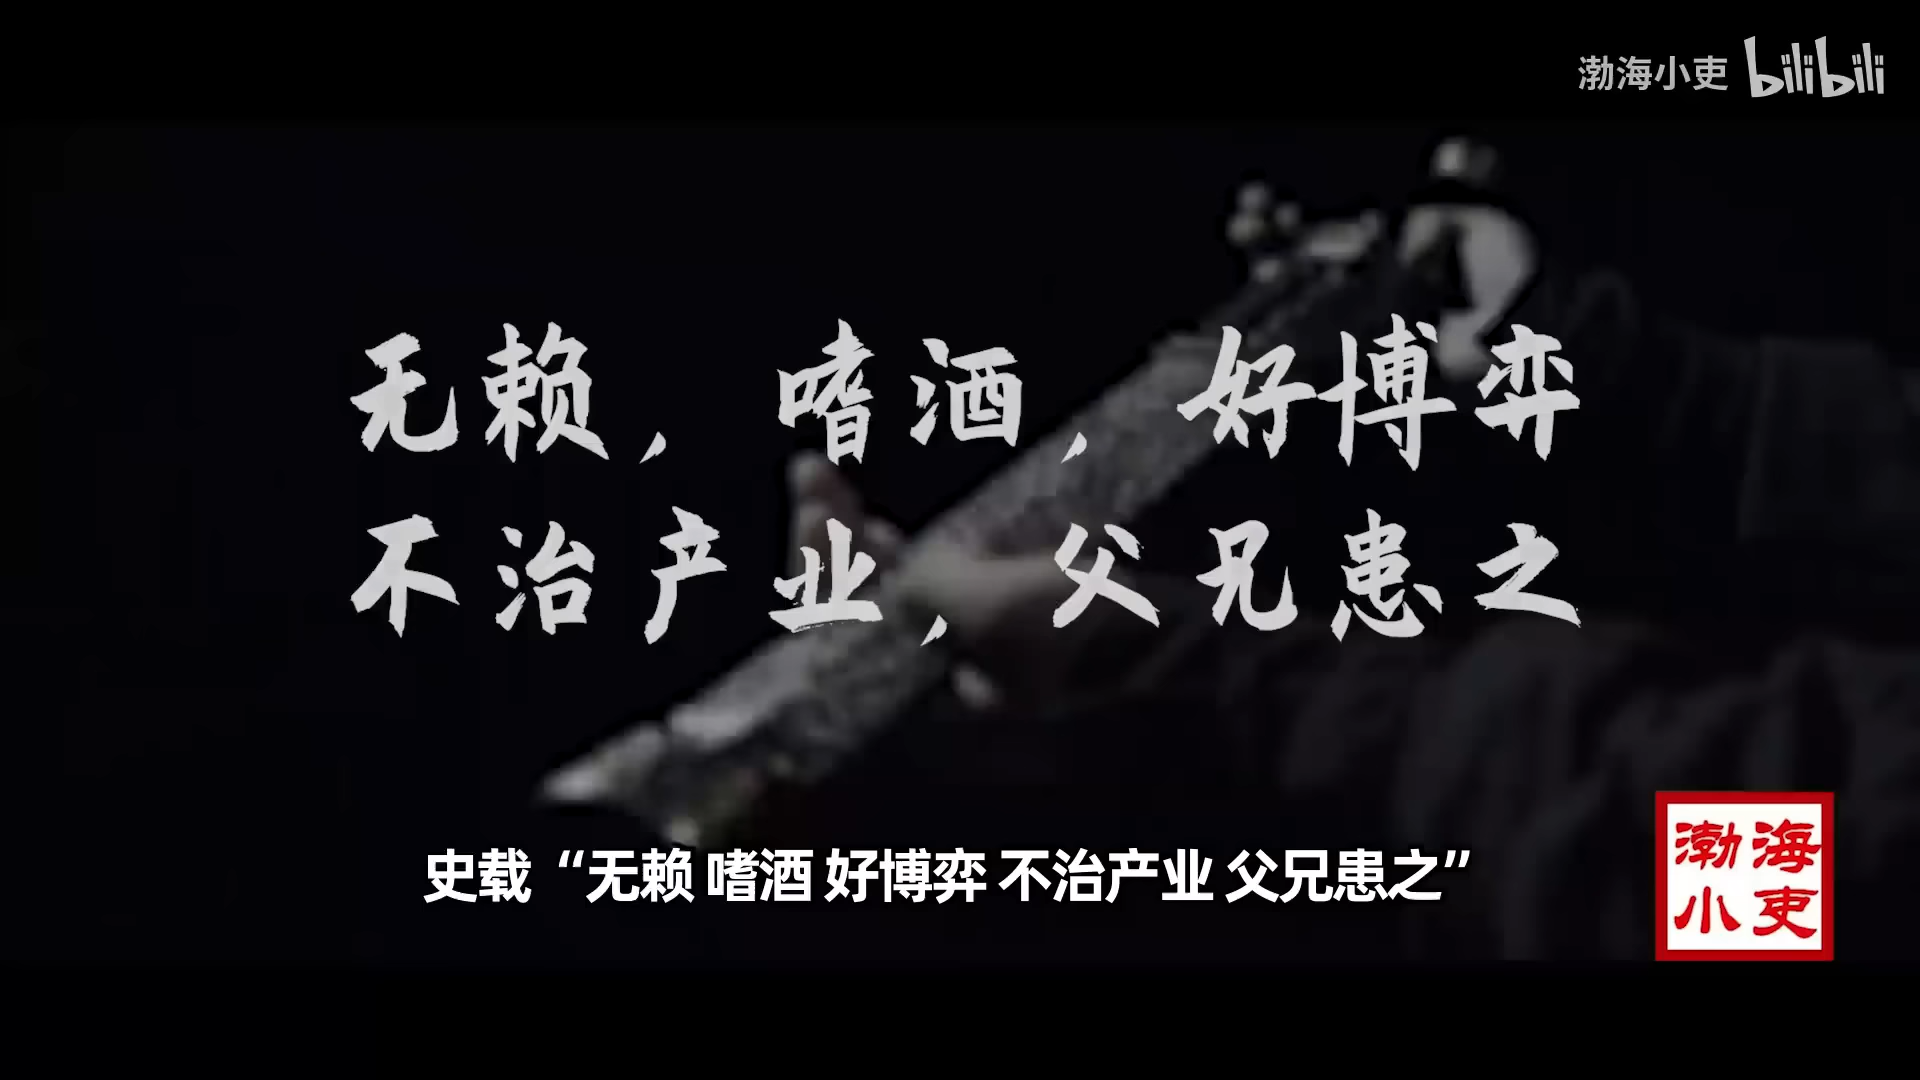 渤海小吏 bilibili
无赖，嗜酒，好博弈
不治产业，父兄患之
史载“无赖 嗜酒 好博弈 不治产业 父兄患之”
渤海
小吏